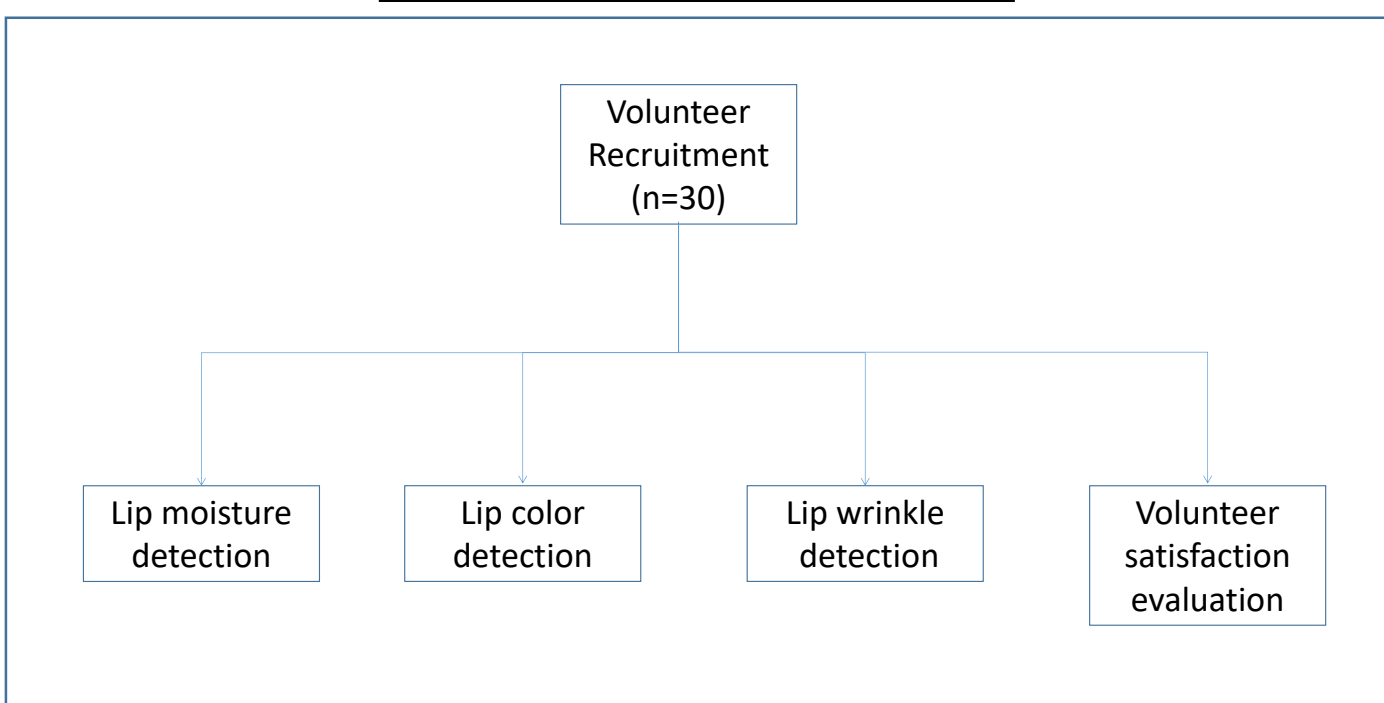 Volunteer
Recruitment
(n=30)
Lip moisture
detection
Lip color
detection
Lip wrinkle
detection
Volunteer
satisfaction
evaluation